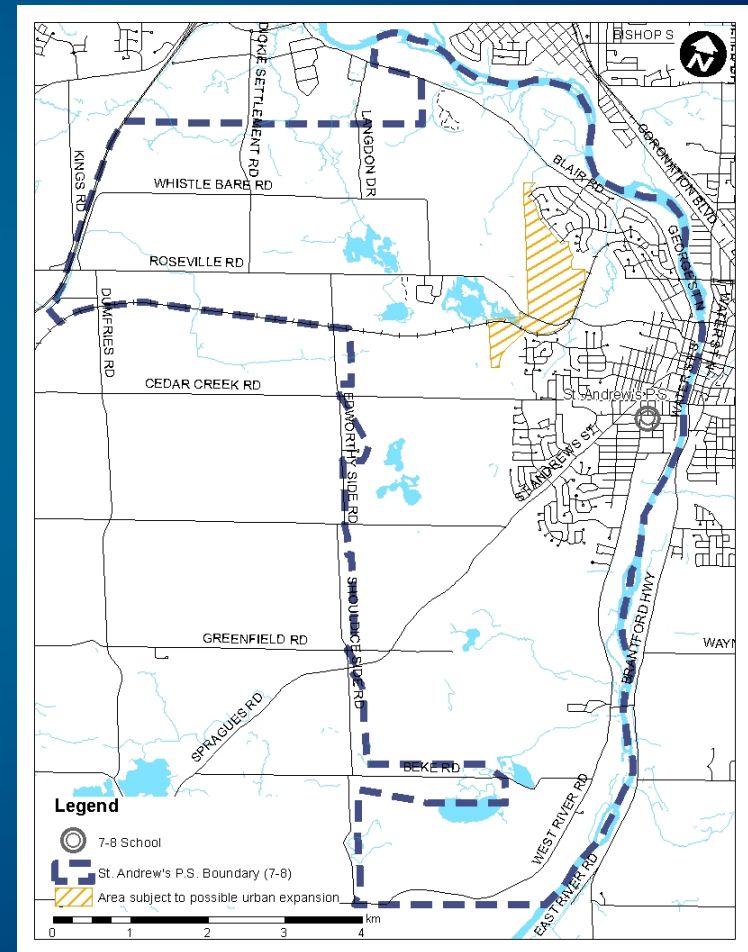 BISHOP S
N
DICKIE SETTLEMENT RD
LANGDON DR
KINGS RD
CORONATION BLVD
BLAIR RD
WHISTLE BARE RD
GEORGE ST N
ROSEVILLE RD
DUMFRIES RD
WATER ST N
WATER S
CEDAR CREEK RD
St. Andrew's P.S.
EDWORTHY SIDE RD
ST ANDREWS ST
SHOULDICE SIDE RD
BRANTFORD HWY
GREENFIELD RD
WAYN
SPRAGUES RD
BEKE RD
WEST RIVER RD
EAST RIVER RD
Legend
7-8 School
St. Andrew's P.S. Boundary (7-8)
Area subject to possible urban expansion
km
0 1 2 3 4